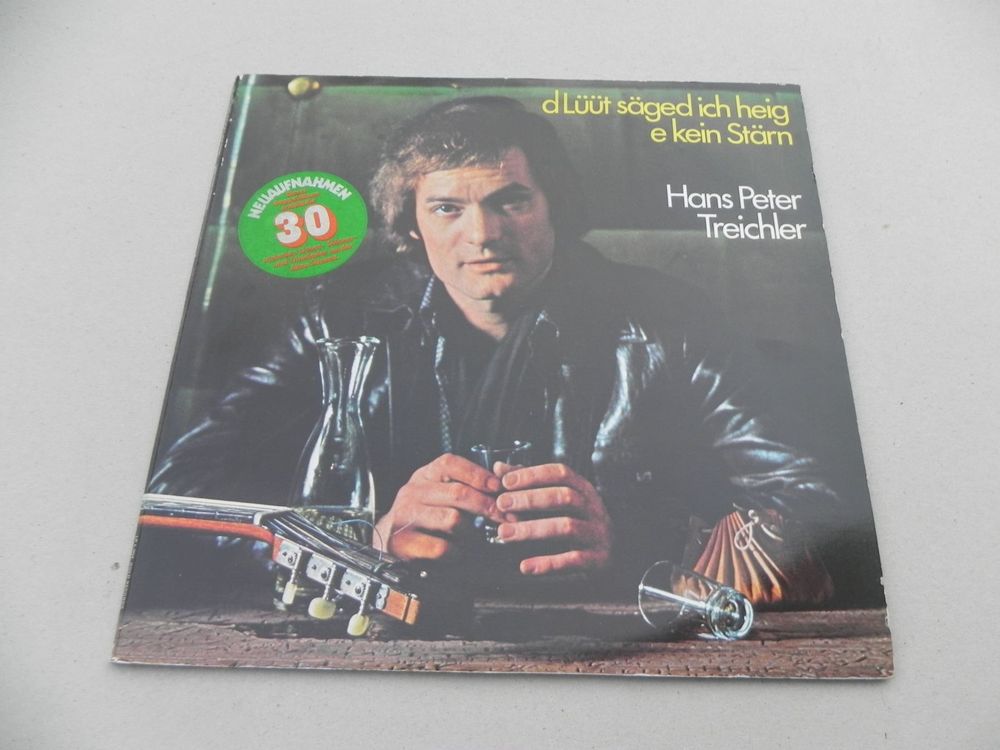 d Lüüt säged ich heig
e kein Stärn
Hans Peter
Treichler
NEUAUFNAHMEN
30